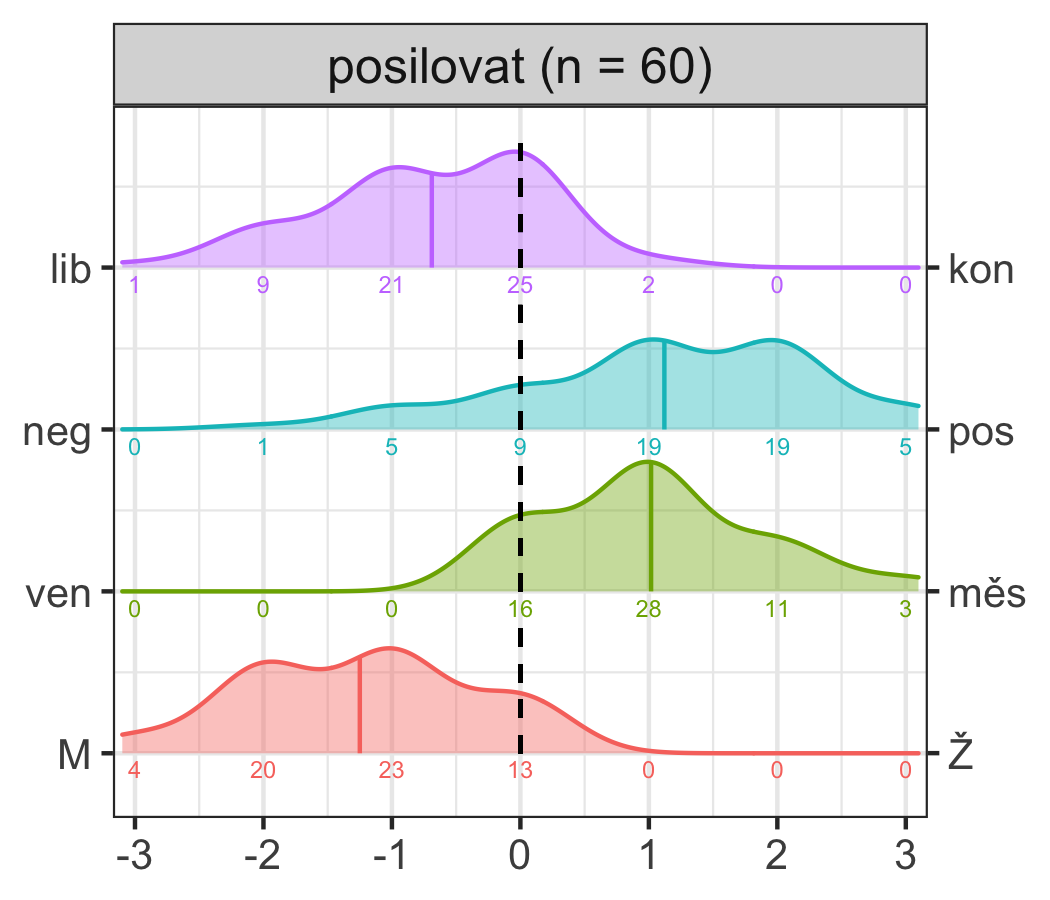 posilovat (n = 60)
lib kon
1 9 21 25 2 0 0
neg pos
0 1 5 9 19 19 5
ven měs
0 0 0 16 28 11 3
M Ž
4 20 23 13 0 0 0
-3 -2 -1 0 1 2 3